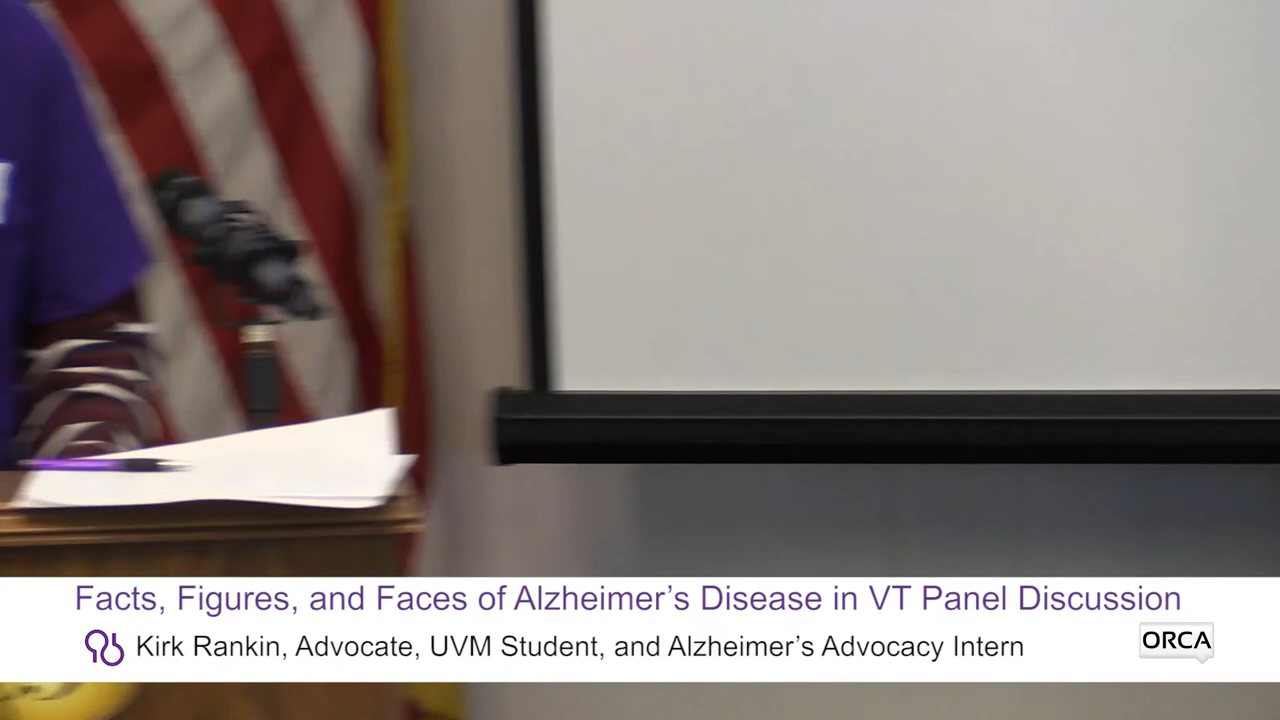 Facts, Figures, and Faces of Alzheimer's Disease in VT Panel Discussion
Kirk Rankin, Advocate, UVM Student, and Alzheimer's Advocacy Intern
ORCA